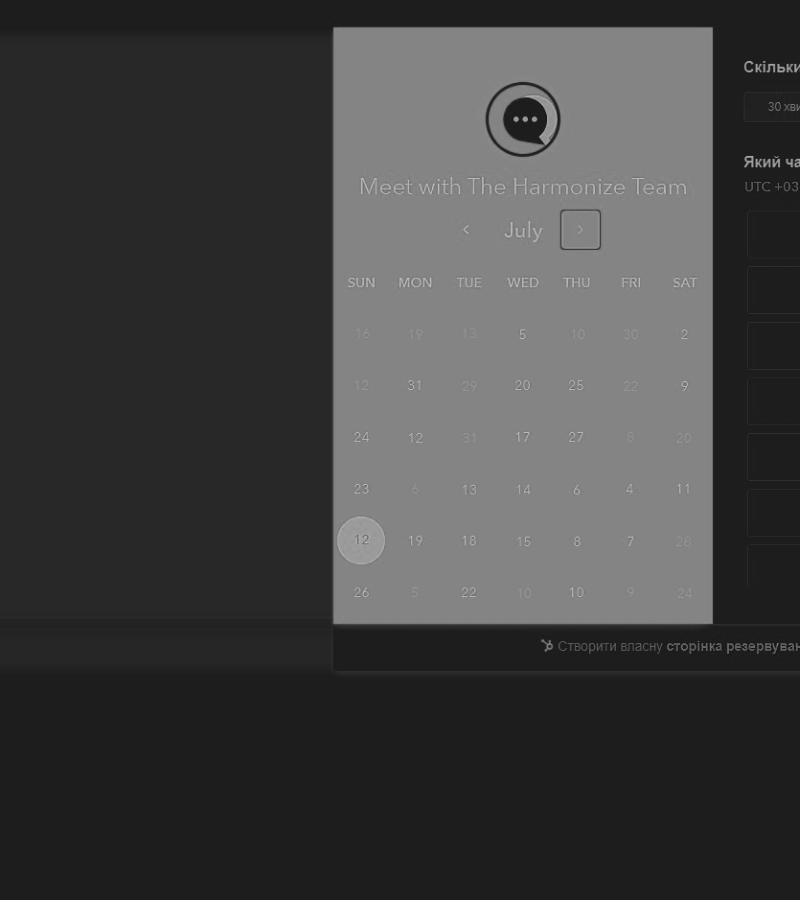 Meet with The Harmonize Team
July
SUN MON TUE WED THU FRI SAT
16 19 13 5 10 30 2
12 31 29 20 25 22 9
24 12 31 17 27 8 20
23 6 13 14 6 4 11
12 19 18 15 8 7 28
26 5 22 10 10 9 24
Скільки
30 хви
Який ча
UTC +03
Створити власну сторінка резервуван